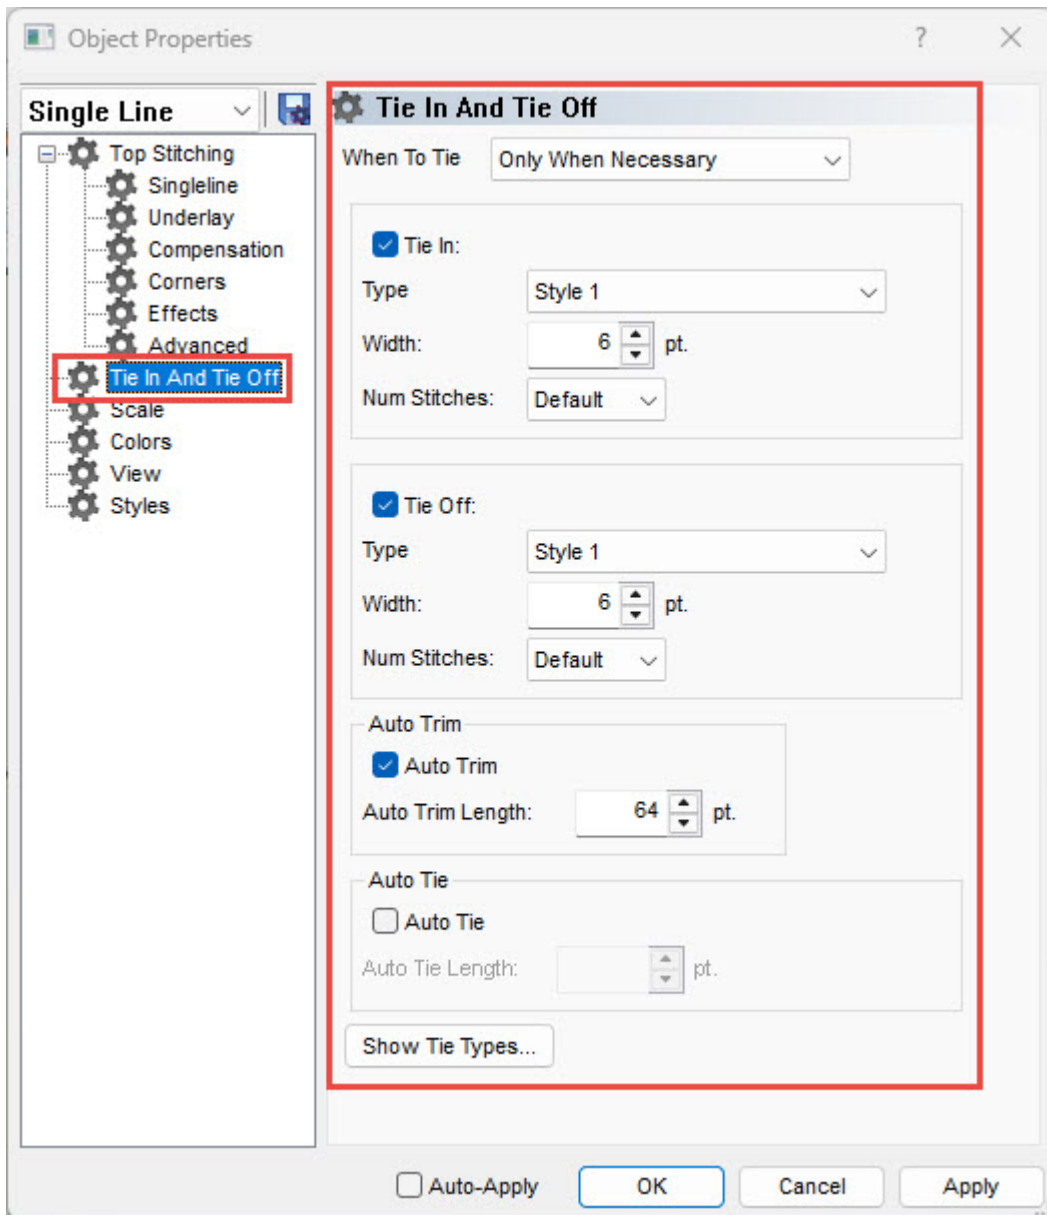 Object Properties ?
Single Line
Top Stitching
Singleline
Underlay
Compensation
Corners
Effects
Advanced
Tie In And Tie Off
Scale
Colors
View
Styles
Tie In And Tie Off
When To Tie Only When Necessary
Tie In:
Type Style 1
Width: 6 pt.
Num Stitches: Default
Tie Off:
Type Style 1
Width: 6 pt.
Num Stitches: Default
Auto Trim
Auto Trim
Auto Trim Length: 64 pt.
Auto Tie
Auto Tie
Auto Tie Length: pt.
Show Tie Types...
Auto-Apply OK Cancel Apply